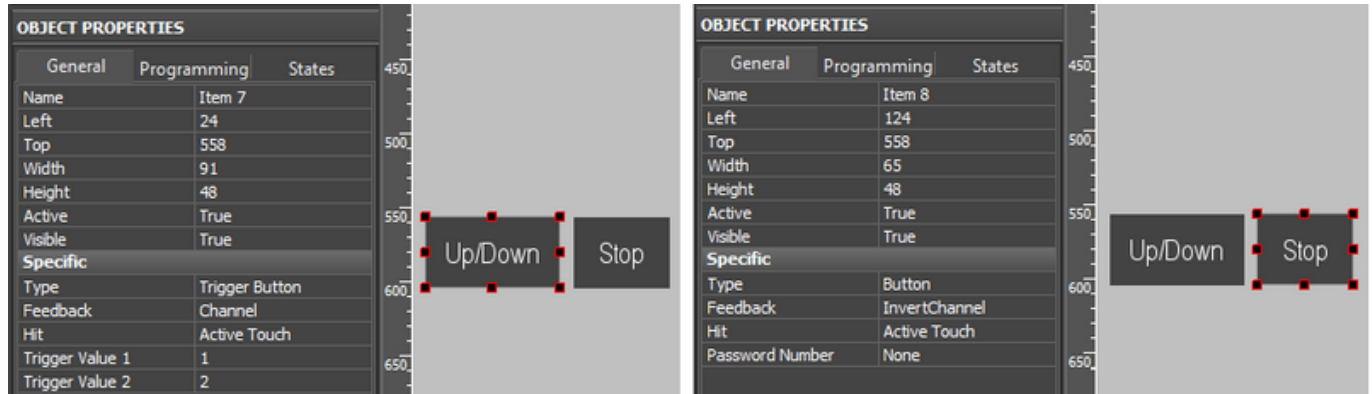 OBJECT PROPERTIES
General Programming States
Name Item 7
Left 24
Top 558
Width 91
Height 48
Active True
Visible True
Specific
Type Trigger Button
Feedback Channel
Hit Active Touch
Trigger Value 1 1
Trigger Value 2 2
450
500
550
600
650
Up/Down Stop
OBJECT PROPERTIES
General Programming States
Name Item 8
Left 124
Top 558
Width 65
Height 48
Active True
Visible True
Specific
Type Button
Feedback InvertChannel
Hit Active Touch
Password Number None
450
500
550
600
650
Up/Down Stop